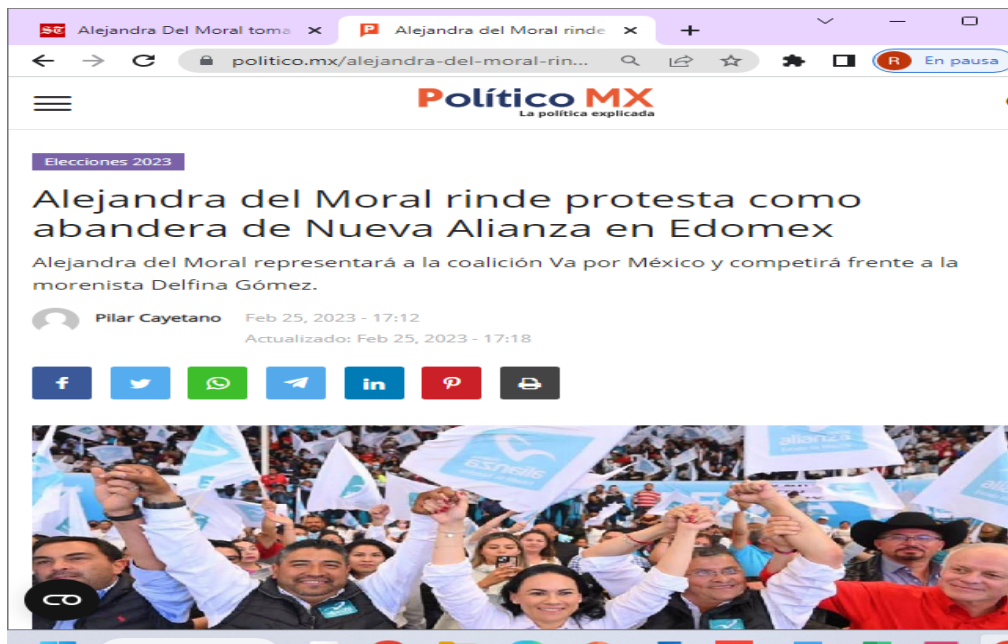 Alejandra Del Moral toma
Alejandra del Moral rinde
politico.mx/alejandra-del-moral-rin...
R
En pausa
Político MX
La política explicada
Elecciones 2023
Alejandra del Moral rinde protesta como
abandera de Nueva Alianza en Edomex
Alejandra del Moral representará a la coalición Va por México y competirá frente a la
morenista Delfina Gómez.
Pilar Cayetano Feb 25, 2023 - 17:12
Actualizado: Feb 25, 2023 - 17:18
alianza
alianza